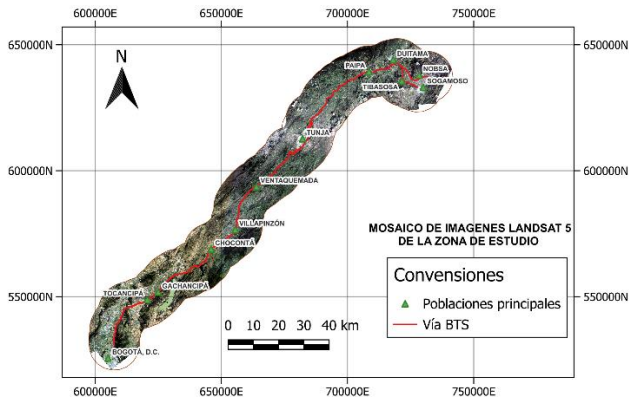 600000E 650000E 700000E 750000E
650000N 650000N
N
DUITAMA
PAIPA
NOBSA
TIBASOSA
SOGAMOSO
TUNJA
600000N 600000N
VENTAQUEMADA
VILLAPINZÓN
MOSAICO DE IMAGENES LANDSAT 5
DE LA ZONA DE ESTUDIO
CHOCONTÁ
Convenciones
TOCANCIPÁ
GACHANCIPÁ
550000N 550000N
Poblaciones principales
Vía BTS
0 10 20 30 40 km
BOGOTÁ, D.C.
600000E 650000E 700000E 750000E